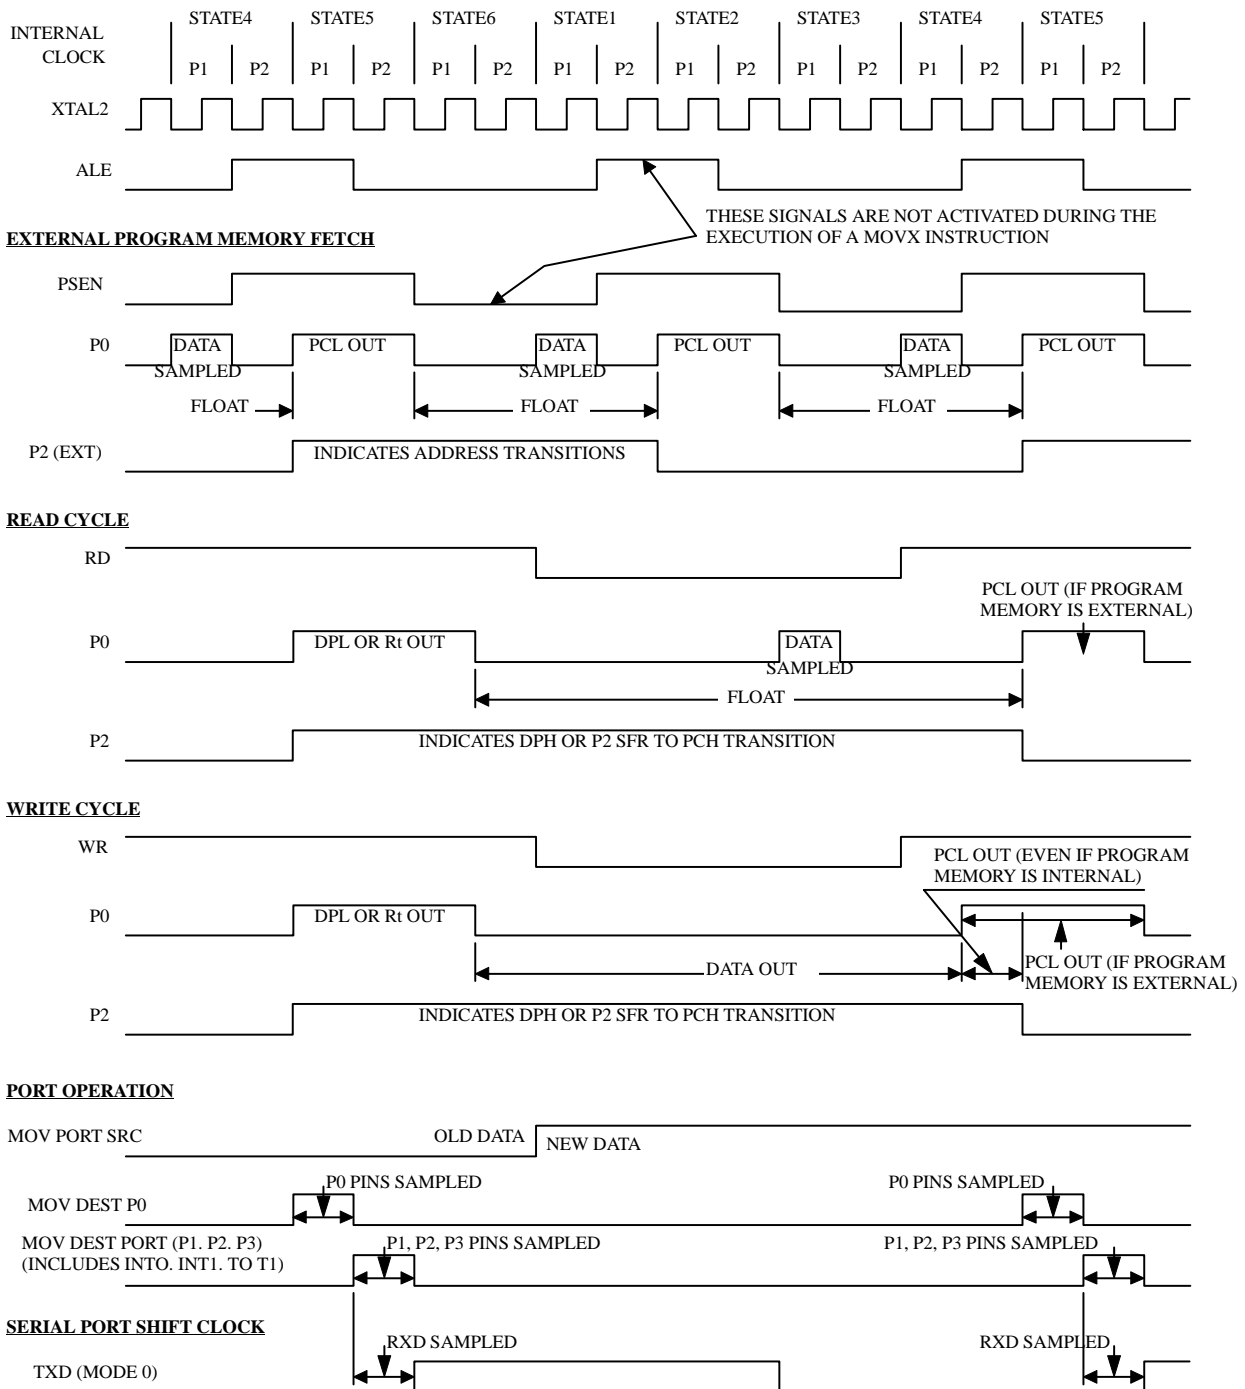 STATE4 STATE5 STATE6 STATE1 STATE2 STATE3 STATE4 STATE5
INTERNAL
CLOCK
P1 P2 P1 P2 P1 P2 P1 P2 P1 P2 P1 P2 P1 P2 P1 P2
XTAL2
ALE
THESE SIGNALS ARE NOT ACTIVATED DURING THE
EXECUTION OF A MOVX INSTRUCTION
EXTERNAL PROGRAM MEMORY FETCH
PSEN
P0 DATA PCL OUT DATA PCL OUT DATA PCL OUT
SAMPLED SAMPLED SAMPLED
FLOAT FLOAT FLOAT
P2 (EXT) INDICATES ADDRESS TRANSITIONS
READ CYCLE
RD
PCL OUT (IF PROGRAM
MEMORY IS EXTERNAL)
P0 DPL OR Rt OUT DATA
SAMPLED
FLOAT
P2 INDICATES DPH OR P2 SFR TO PCH TRANSITION
WRITE CYCLE
WR
PCL OUT (EVEN IF PROGRAM
MEMORY IS INTERNAL)
P0 DPL OR Rt OUT
DATA OUT
PCL OUT (IF PROGRAM
MEMORY IS EXTERNAL)
P2 INDICATES DPH OR P2 SFR TO PCH TRANSITION
PORT OPERATION
MOV PORT SRC OLD DATA NEW DATA
P0 PINS SAMPLED P0 PINS SAMPLED
MOV DEST P0
MOV DEST PORT (P1. P2. P3) P1, P2, P3 PINS SAMPLED P1, P2, P3 PINS SAMPLED
(INCLUDES INTO. INT1. TO T1)
SERIAL PORT SHIFT CLOCK
RXD SAMPLED RXD SAMPLED
TXD (MODE 0)